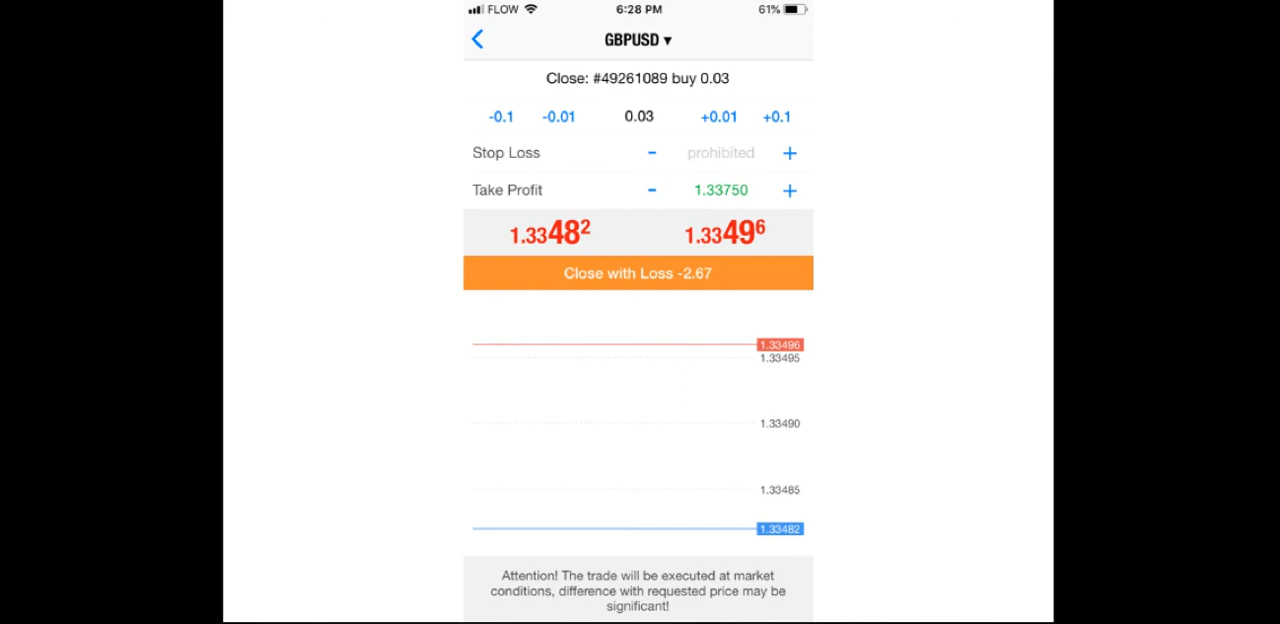 FLOW 6:28 PM 61%
GBPUSD ▾
Close: #49261089 buy 0.03
-0.1 -0.01 0.03 +0.01 +0.1
Stop Loss - prohibited +
Take Profit - 1.33750 +
1.33482 1.33496
Close with Loss -2.67
1.33496
1.33495
1.33490
1.33485
1.33482
Attention! The trade will be executed at market
conditions, difference with requested price may be
significant!